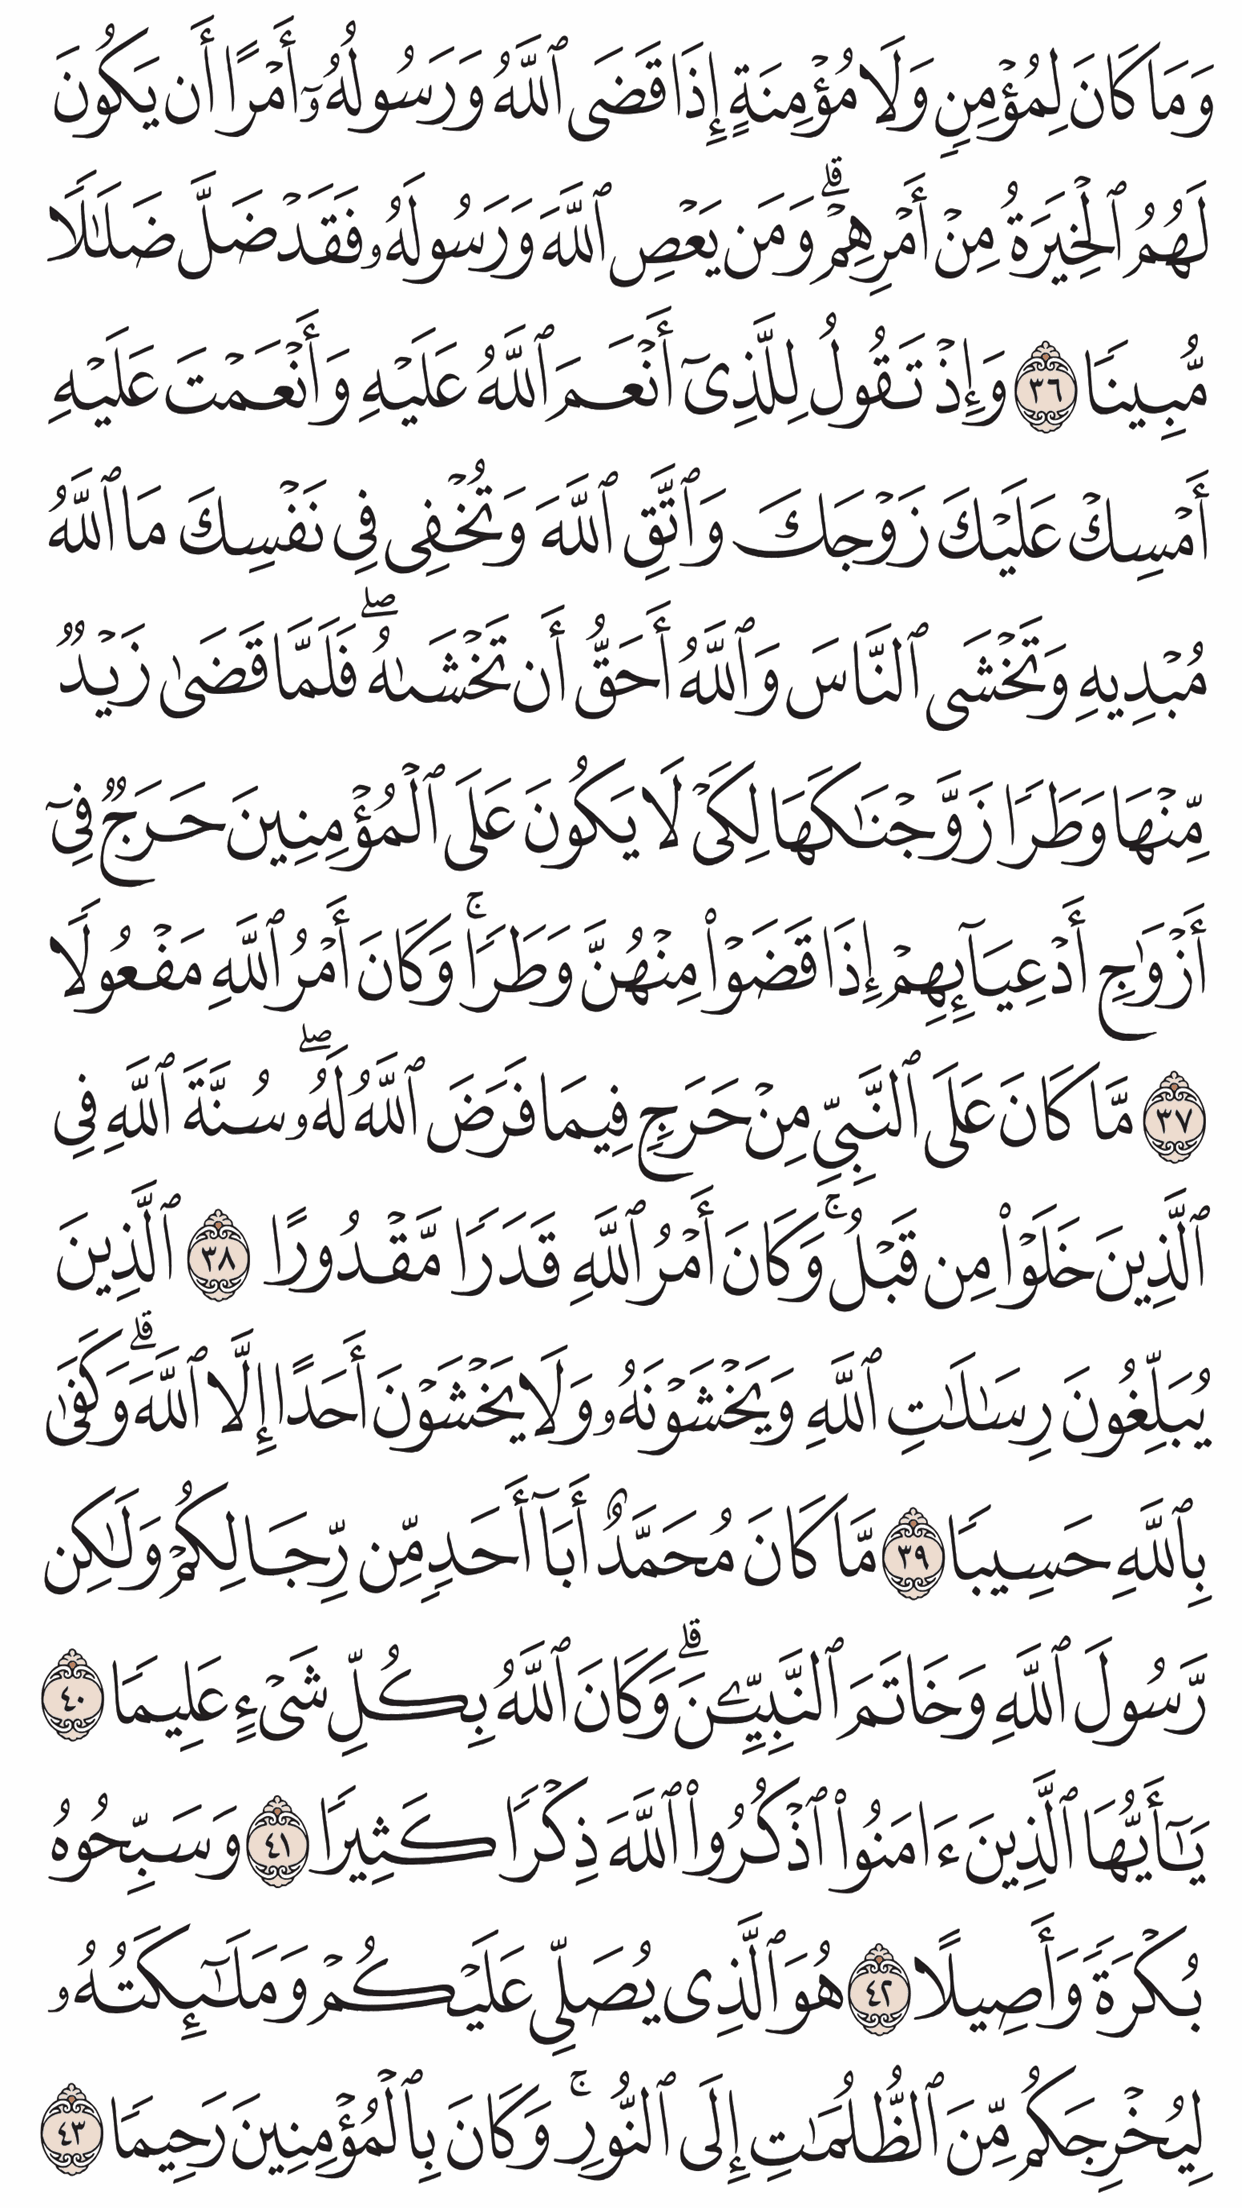 وَمَا كَانَ لِمُؤۡمِنٖ وَلَا مُؤۡمِنَةٍ إِذَا قَضَى ٱللَّهُ وَرَسُولُهُۥٓ أَمۡرًا أَن يَكُونَ
لَهُمُ ٱلۡخِيَرَةُ مِنۡ أَمۡرِهِمۡۗ وَمَن يَعۡصِ ٱللَّهَ وَرَسُولَهُۥ فَقَدۡ ضَلَّ ضَلَٰلٗا
مُّبِينٗا ٣٦ وَإِذۡ تَقُولُ لِلَّذِيٓ أَنۡعَمَ ٱللَّهُ عَلَيۡهِ وَأَنۡعَمۡتَ عَلَيۡهِ
أَمۡسِكۡ عَلَيۡكَ زَوۡجَكَ وَٱتَّقِ ٱللَّهَ وَتُخۡفِي فِي نَفۡسِكَ مَا ٱللَّهُ
مُبۡدِيهِ وَتَخۡشَى ٱلنَّاسَ وَٱللَّهُ أَحَقُّ أَن تَخۡشَىٰهُۖ فَلَمَّا قَضَىٰ زَيۡدٞ
مِّنۡهَا وَطَرٗا زَوَّجۡنَٰكَهَا لِكَيۡ لَا يَكُونَ عَلَى ٱلۡمُؤۡمِنِينَ حَرَجٞ فِيٓ
أَزۡوَٰجِ أَدۡعِيَآئِهِمۡ إِذَا قَضَوۡاْ مِنۡهُنَّ وَطَرٗاۚ وَكَانَ أَمۡرُ ٱللَّهِ مَفۡعُولٗا
٣٧ مَّا كَانَ عَلَى ٱلنَّبِيِّ مِنۡ حَرَجٖ فِيمَا فَرَضَ ٱللَّهُ لَهُۥۖ سُنَّةَ ٱللَّهِ فِي
ٱلَّذِينَ خَلَوۡاْ مِن قَبۡلُۚ وَكَانَ أَمۡرُ ٱللَّهِ قَدَرٗا مَّقۡدُورًا ٣٨ ٱلَّذِينَ
يُبَلِّغُونَ رِسَٰلَٰتِ ٱللَّهِ وَيَخۡشَوۡنَهُۥ وَلَا يَخۡشَوۡنَ أَحَدًا إِلَّا ٱللَّهَۗ وَكَفَىٰ
بِٱللَّهِ حَسِيبٗا ٣٩ مَّا كَانَ مُحَمَّدٌ أَبَآ أَحَدٖ مِّن رِّجَالِكُمۡ وَلَٰكِن
رَّسُولَ ٱللَّهِ وَخَاتَمَ ٱلنَّبِيِّـۧنَۗ وَكَانَ ٱللَّهُ بِكُلِّ شَيۡءٍ عَلِيمٗا ٤٠
يَٰٓأَيُّهَا ٱلَّذِينَ ءَامَنُواْ ٱذۡكُرُواْ ٱللَّهَ ذِكۡرٗا كَثِيرٗا ٤١ وَسَبِّحُوهُ
بُكۡرَةٗ وَأَصِيلًا ٤٢ هُوَ ٱلَّذِي يُصَلِّي عَلَيۡكُمۡ وَمَلَٰٓئِكَتُهُۥ
لِيُخۡرِجَكُم مِّنَ ٱلظُّلُمَٰتِ إِلَى ٱلنُّورِۚ وَكَانَ بِٱلۡمُؤۡمِنِينَ رَحِيمٗا ٤٣